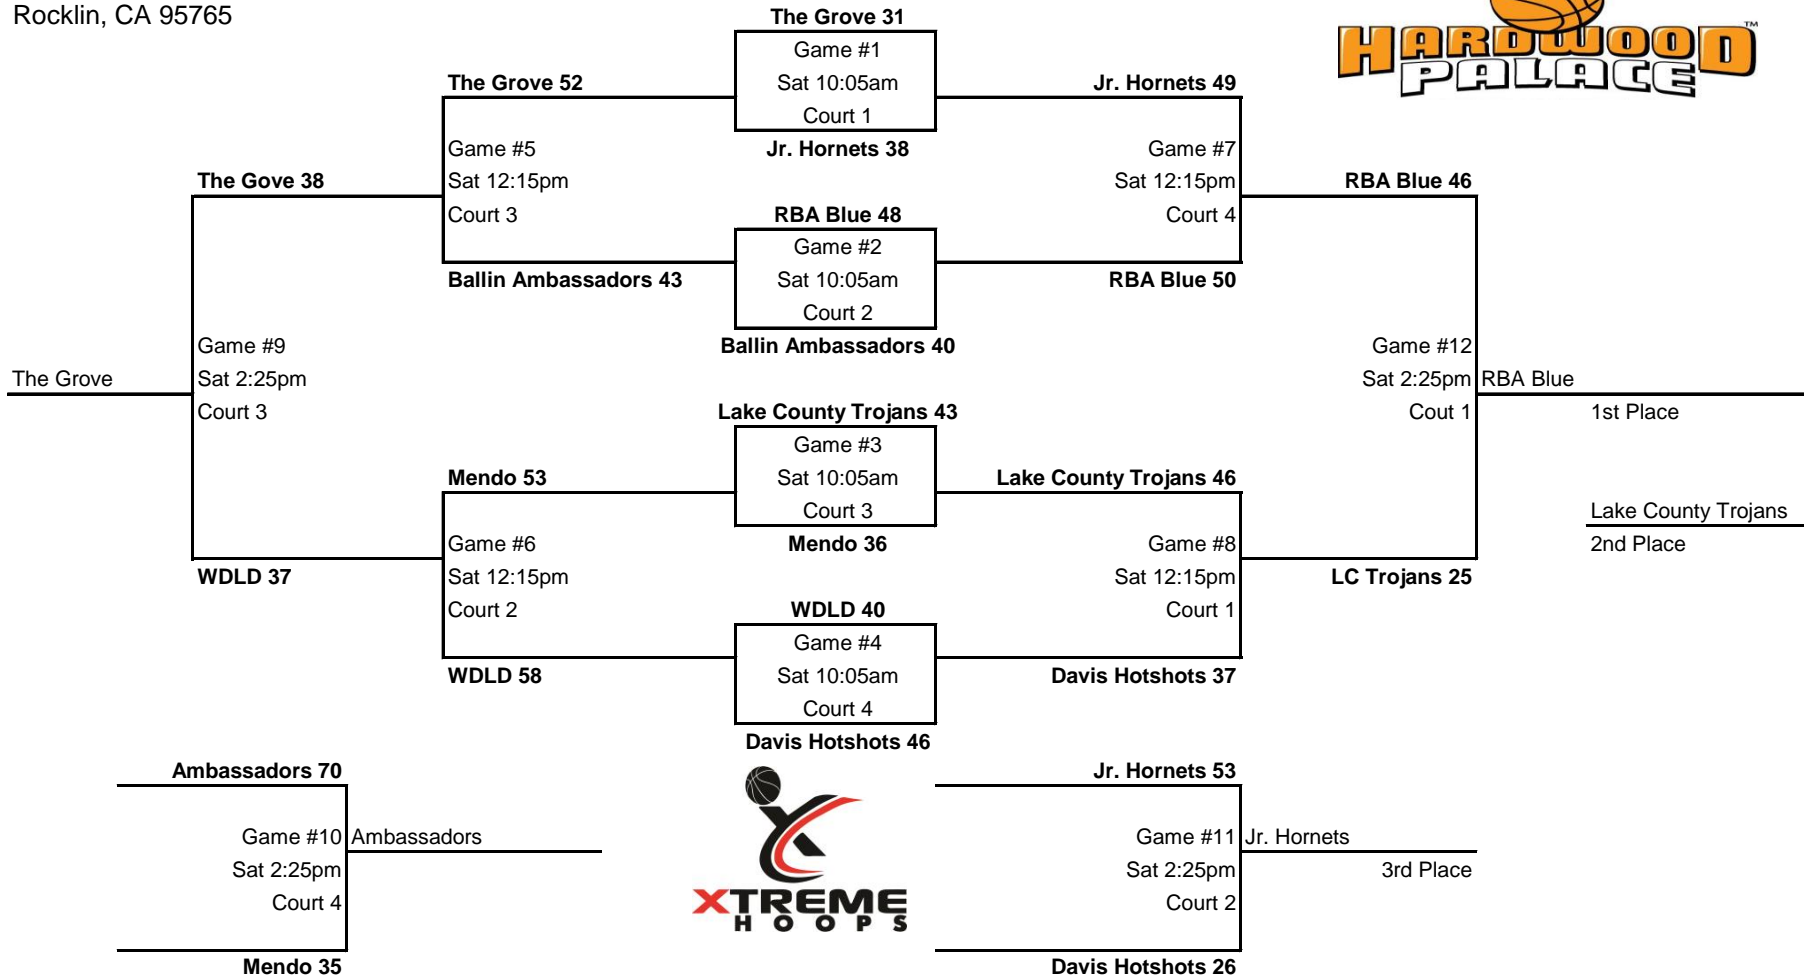 Rocklin, CA 95765
HARDWOOD
PALACE
TM
The Grove 31
Game #1
Sat 10:05am
Court 1
Jr. Hornets 38
The Grove 52
Game #5
Sat 12:15pm
Court 3
Ballin Ambassadors 43
Jr. Hornets 49
Game #7
Sat 12:15pm
Court 4
RBA Blue 50
The Gove 38
RBA Blue 46
RBA Blue 48
Game #2
Sat 10:05am
Court 2
Ballin Ambassadors 40
Game #9
Sat 2:25pm
Court 3
The Grove
Game #12
Sat 2:25pm
Cout 1
RBA Blue
1st Place
Lake County Trojans 43
Game #3
Sat 10:05am
Court 3
Mendo 36
Mendo 53
Game #6
Sat 12:15pm
Court 2
WDLD 58
Lake County Trojans 46
Game #8
Sat 12:15pm
Court 1
Davis Hotshots 37
Lake County Trojans
2nd Place
WDLD 37
LC Trojans 25
WDLD 40
Game #4
Sat 10:05am
Court 4
Davis Hotshots 46
Ambassadors 70
Game #10
Sat 2:25pm
Court 4
Ambassadors
Mendo 35
XTREME
HOOPS
Jr. Hornets 53
Game #11
Sat 2:25pm
Court 2
Jr. Hornets
3rd Place
Davis Hotshots 26